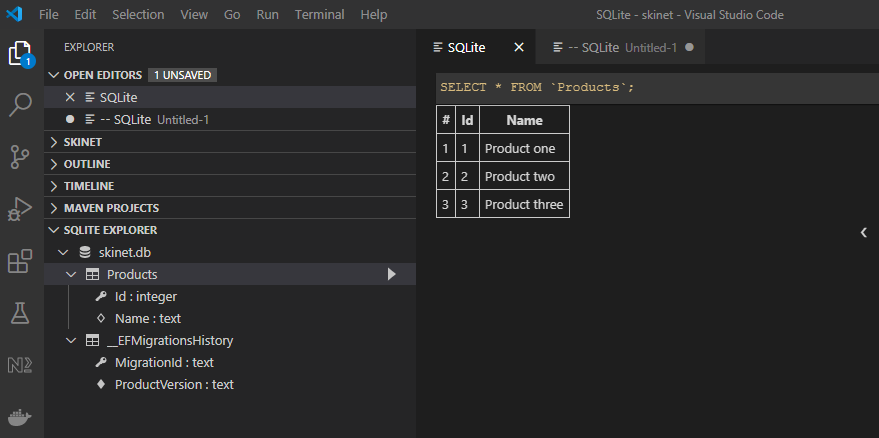 File Edit Selection View Go Run Terminal Help SQLite - skinet - Visual Studio Code
EXPLORER
OPEN EDITORS 1 UNSAVED
SQLite
-- SQLite Untitled-1
SKINET
OUTLINE
TIMELINE
MAVEN PROJECTS
SQLITE EXPLORER
skinet.db
Products
Id : integer
Name : text
__EFMigrationsHistory
MigrationId : text
ProductVersion : text
1
SQLite -- SQLite Untitled-1
SELECT * FROM `Products`;
# Id Name
1 1 Product one
2 2 Product two
3 3 Product three